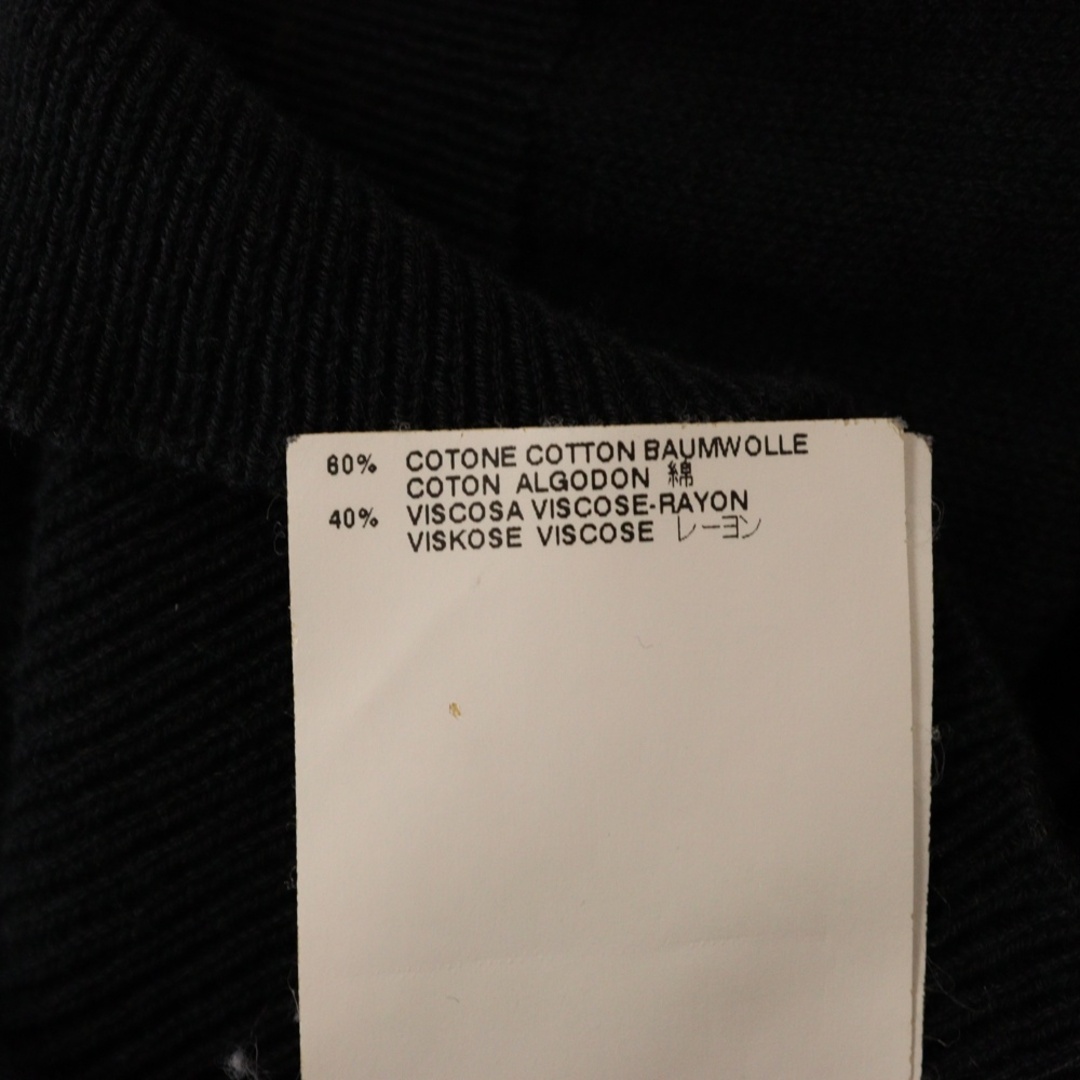 60% COTONE COTTON BAUMWOLLE
COTON ALGODON 綿
40% VISCOSA VISCOSE-RAYON
VISKOSE VISCOSE レーヨン